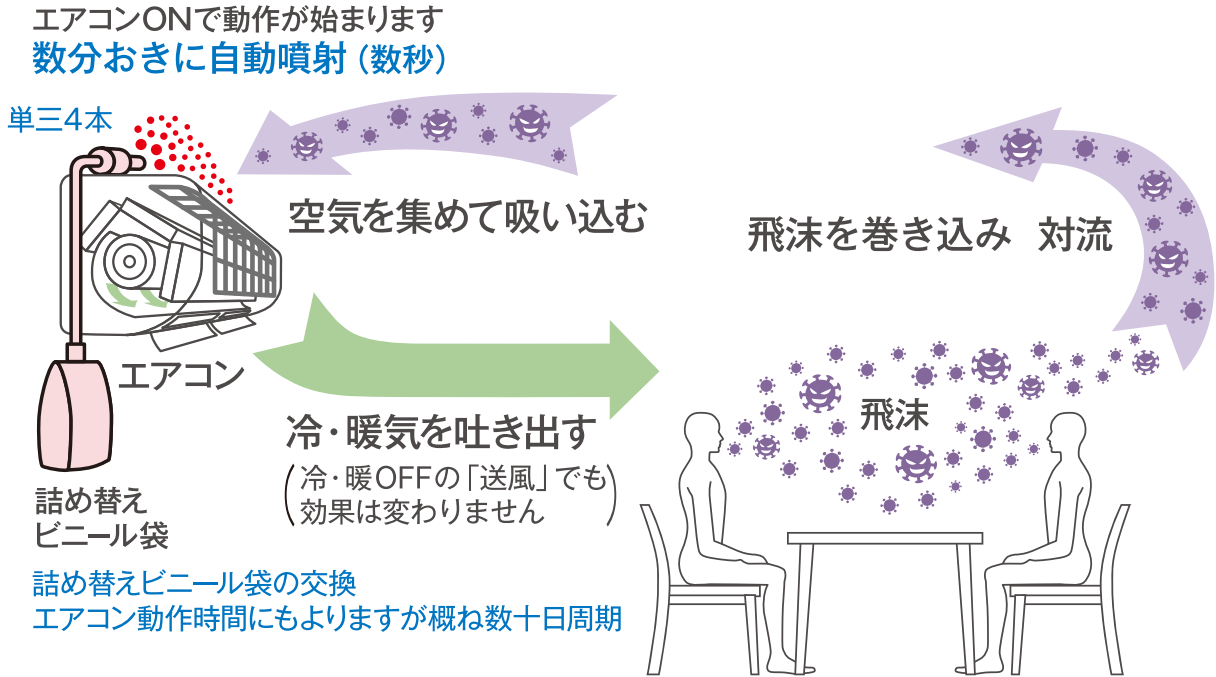 エアコンONで動作が始まります
数分おきに自動噴射（数秒）
単三4本
空気を集めて吸い込む
飛沫を巻き込み 対流
エアコン
飛沫
冷・暖気を吐き出す
（冷・暖OFFの「送風」でも
効果は変わりません）
詰め替え
ビニール袋
詰め替えビニール袋の交換
エアコン動作時間にもよりますが概ね数十日周期